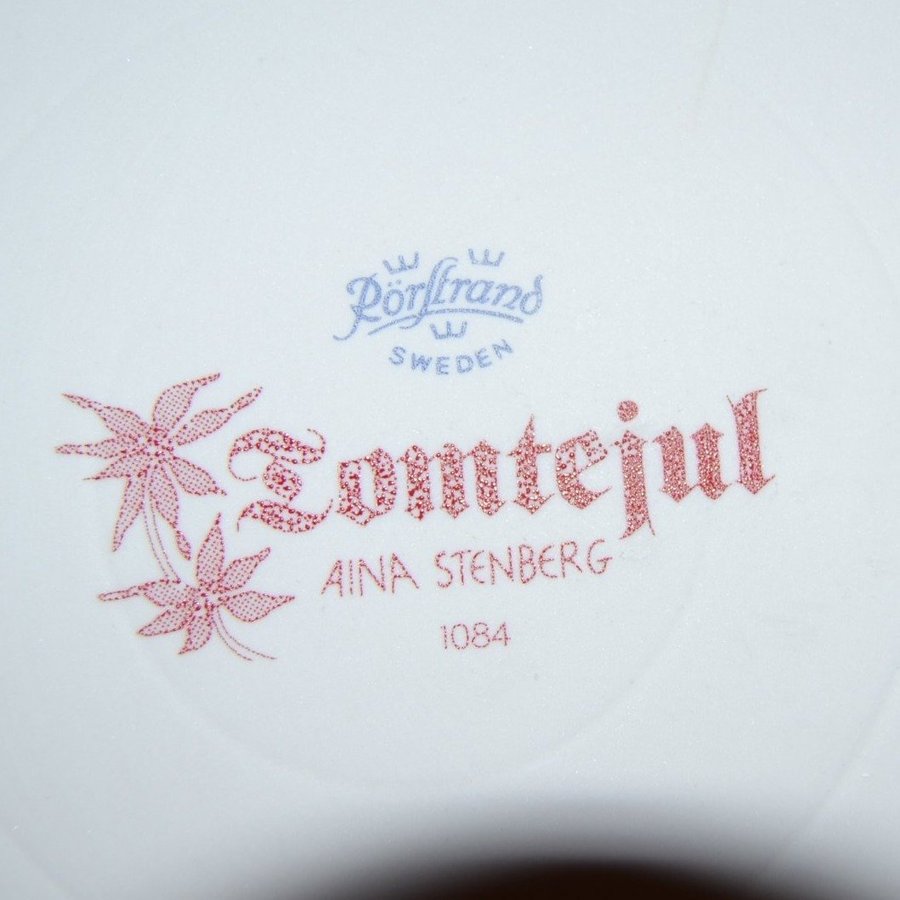 Rörstrand
SWEDEN
Tomtejul
AINA STENBERG
1084